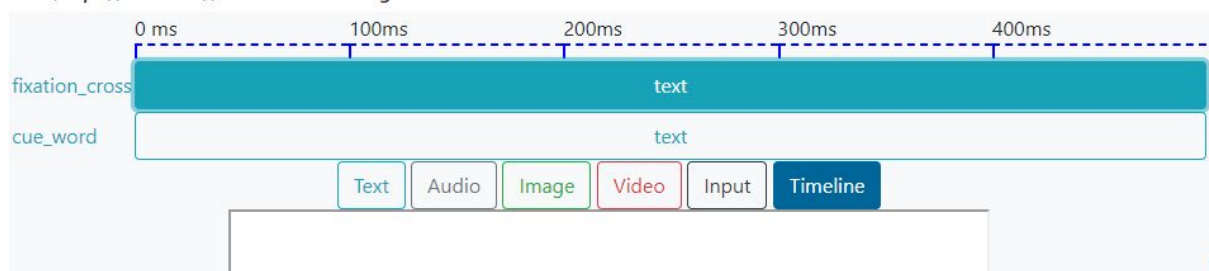 0 ms 100ms 200ms 300ms 400ms
fixation_cross text
cue_word text
Text Audio Image Video Input Timeline